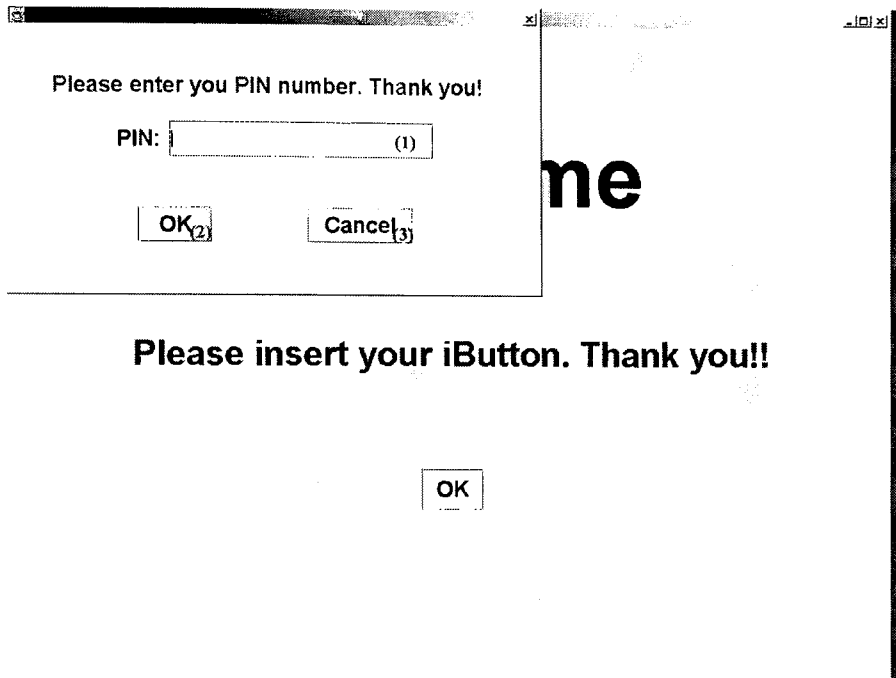 Please enter you PIN number. Thank you!
PIN: (1)
OK(2) Cancel(3)
me
Please insert your iButton. Thank you!!
OK